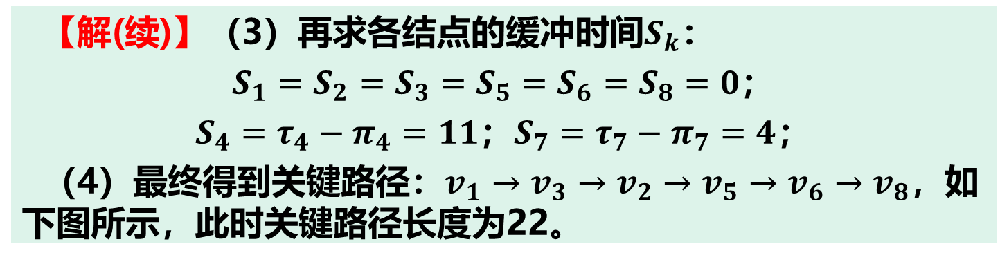 【解(续)】(3)再求各结点的缓冲时间$S_k$:
$S_1 = S_2 = S_3 = S_5 = S_6 = S_8 = 0$;
$S_4 = \tau_4 - \pi_4 = 11$; $S_7 = \tau_7 - \pi_7 = 4$;
(4)最终得到关键路径:$v_1 \to v_3 \to v_2 \to v_5 \to v_6 \to v_8$,如
下图所示,此时关键路径长度为22。